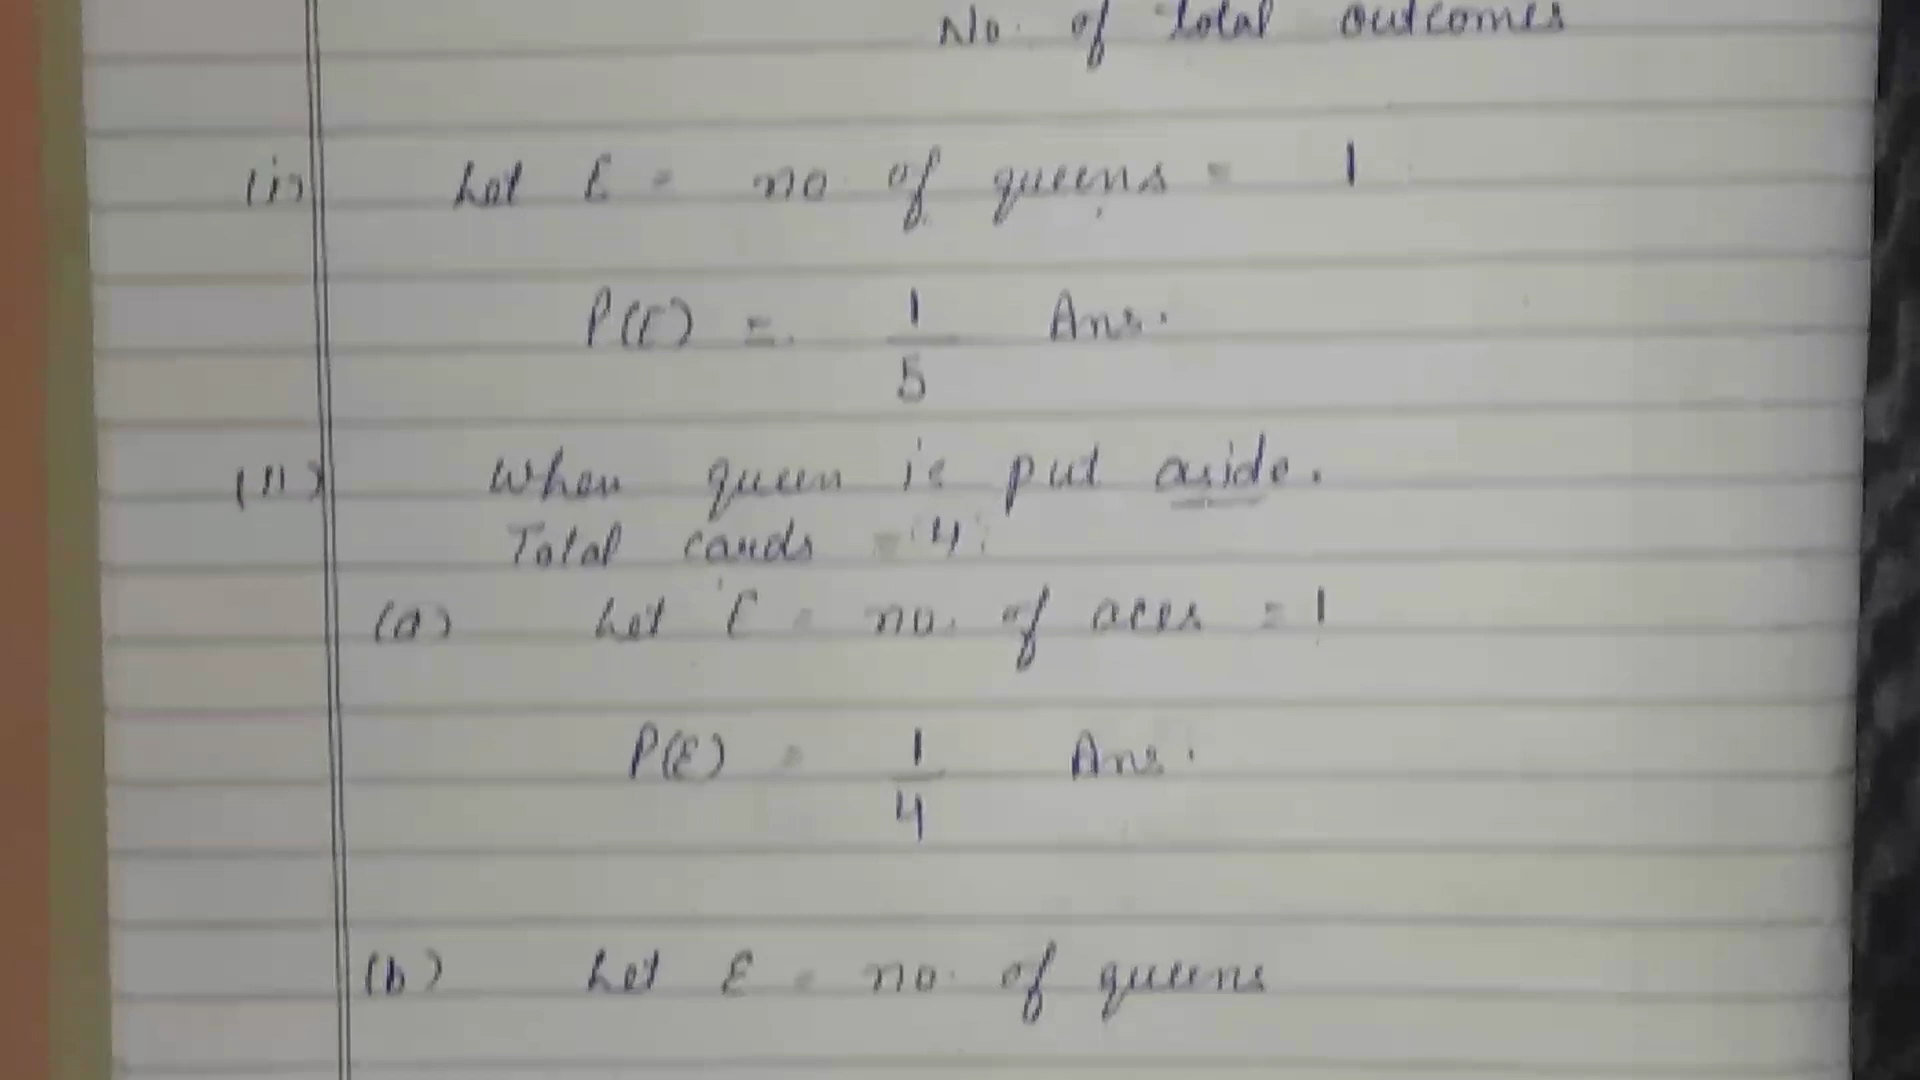 No. of total outcomes
(i) Let E = no of queens = 1
P(E) = 1/5 Ans.
(ii) When queen is put aside.
Total cards = 4
(a) Let E = no. of aces = 1
P(E) = 1/4 Ans.
(b) Let E = no. of queens